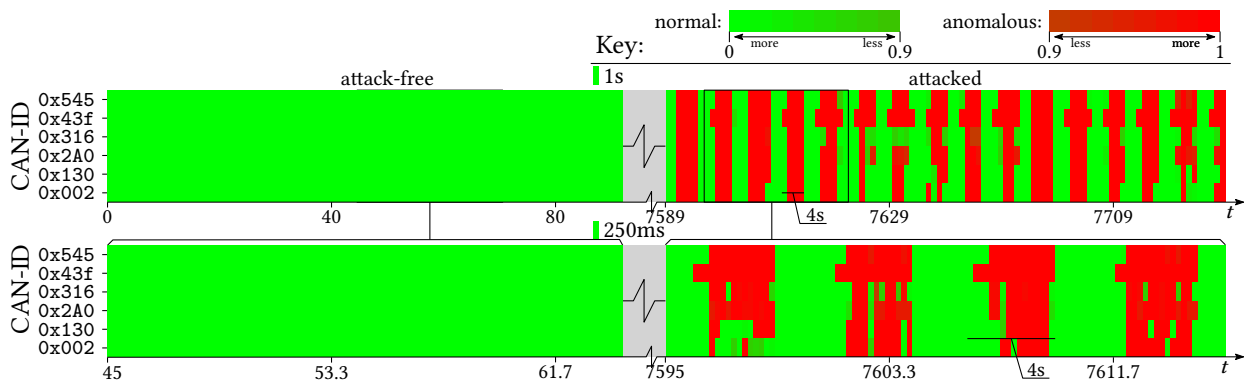 normal: anomalous:
more less less more
Key: 0 0.9 0.9 1
1s
attack-free attacked
CAN-ID
0x545
0x43f
0x316
0x2A0
0x130
0x002
4s
0 40 80 7589 7629 7709 t
250ms
CAN-ID
0x545
0x43f
0x316
0x2A0
0x130
0x002
4s
45 53.3 61.7 7595 7603.3 7611.7 t